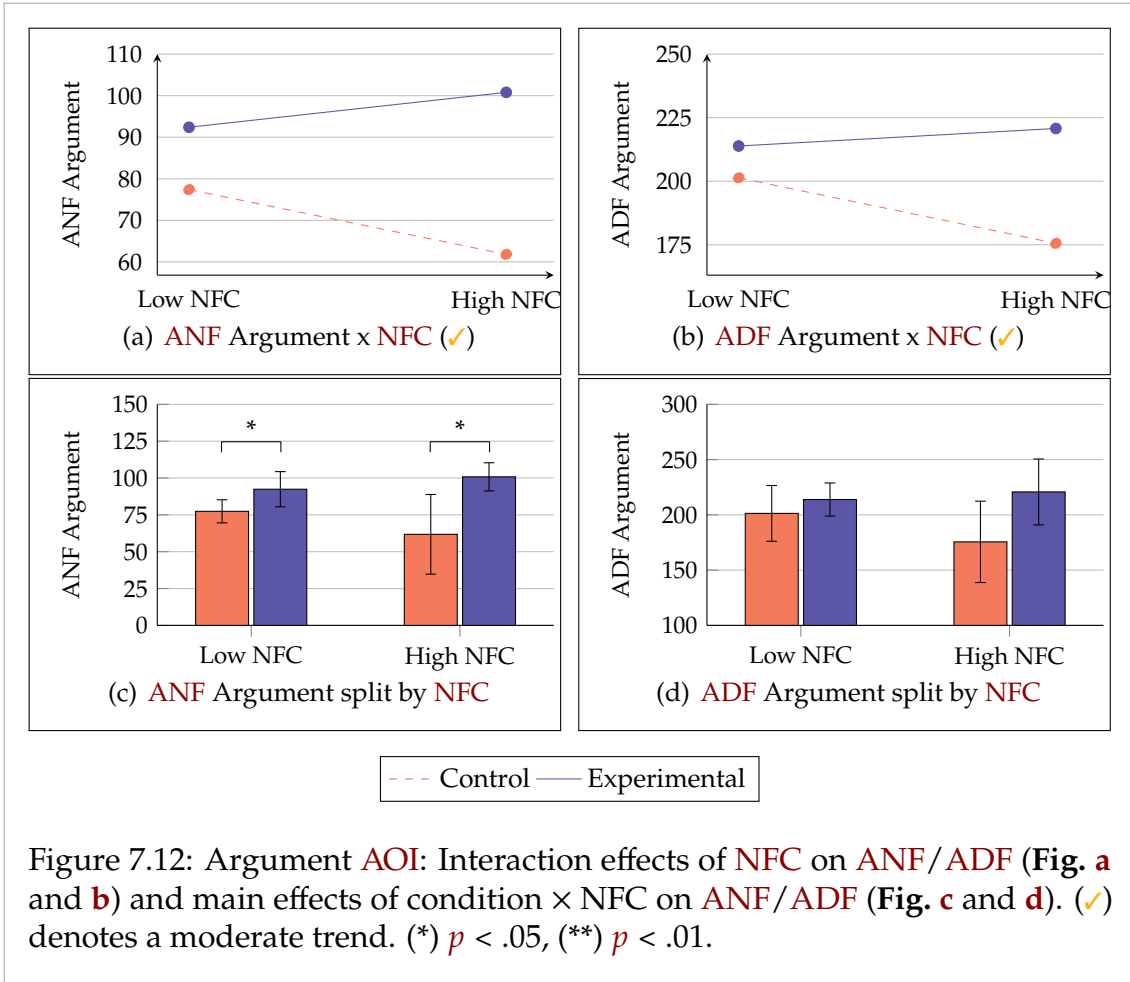 110
100
90
80
70
60
ANF Argument
Low NFC
High NFC
(a) ANF Argument x NFC (✓)
250
225
200
175
ADF Argument
Low NFC
High NFC
(b) ADF Argument x NFC (✓)
150
125
100
75
50
25
0
ANF Argument
*
*
Low NFC
High NFC
(c) ANF Argument split by NFC
300
250
200
150
100
ADF Argument
Low NFC
High NFC
(d) ADF Argument split by NFC
Control
Experimental
Figure 7.12: Argument AOI: Interaction effects of NFC on ANF/ADF (Fig. a
and b) and main effects of condition × NFC on ANF/ADF (Fig. c and d). (✓)
denotes a moderate trend. (*) p < .05, (**) p < .01.